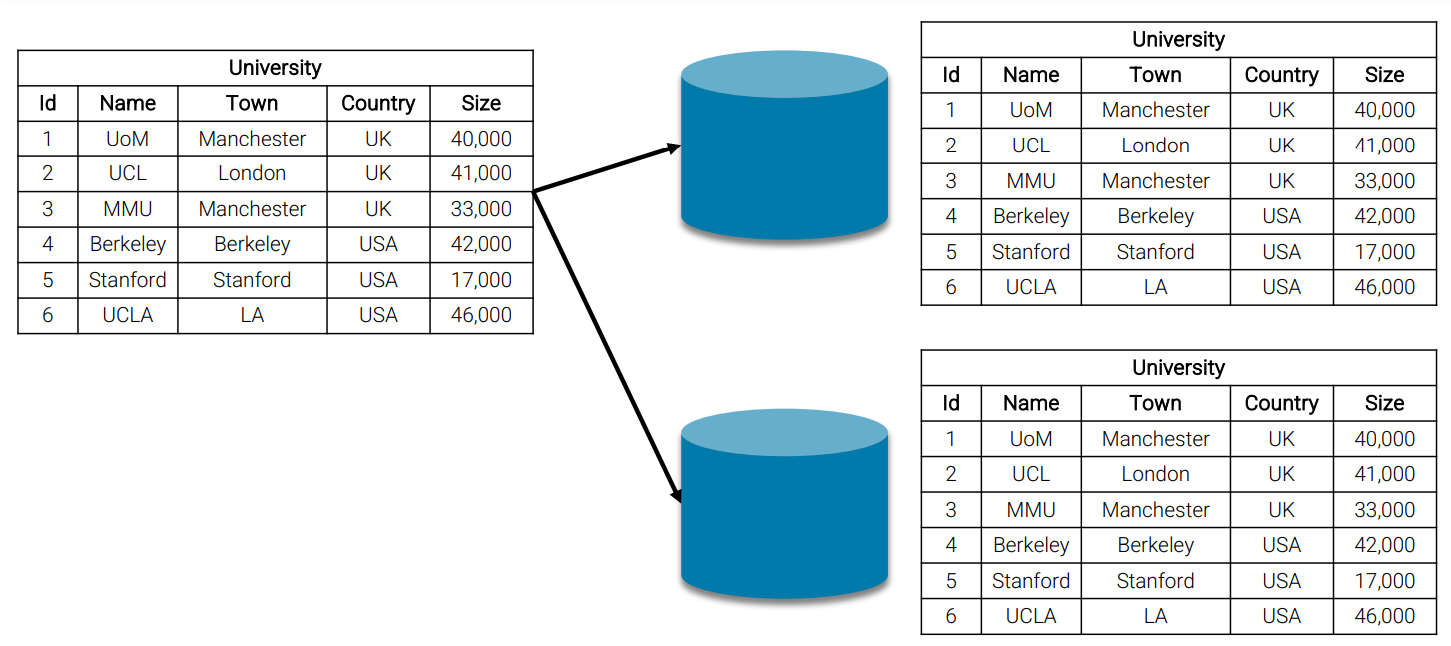 University
Id Name Town Country Size
1 UoM Manchester UK 40,000
2 UCL London UK 41,000
3 MMU Manchester UK 33,000
4 Berkeley Berkeley USA 42,000
5 Stanford Stanford USA 17,000
6 UCLA LA USA 46,000
University
Id Name Town Country Size
1 UoM Manchester UK 40,000
2 UCL London UK 41,000
3 MMU Manchester UK 33,000
4 Berkeley Berkeley USA 42,000
5 Stanford Stanford USA 17,000
6 UCLA LA USA 46,000
University
Id Name Town Country Size
1 UoM Manchester UK 40,000
2 UCL London UK 41,000
3 MMU Manchester UK 33,000
4 Berkeley Berkeley USA 42,000
5 Stanford Stanford USA 17,000
6 UCLA LA USA 46,000